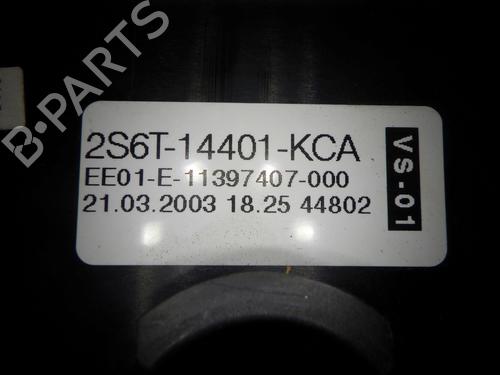 B-PARTS
2S6T-14401-KCA
EE01-E-11397407-000
21.03.2003 18.25 44802
VS-01